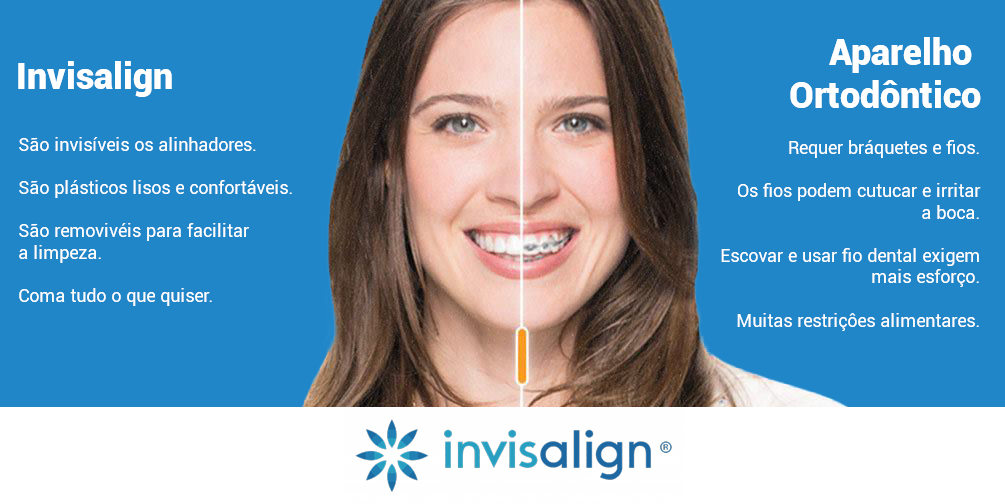 Invisalign
São invisíveis os alinhadores.
São plásticos lisos e confortáveis.
São removivéis para facilitar
a limpeza.
Coma tudo o que quiser.
Aparelho
Ortodôntico
Requer bráquetes e fios.
Os fios podem cutucar e irritar
a boca.
Escovar e usar fio dental exigem
mais esforço.
Muitas restrições alimentares.
invisalign ®